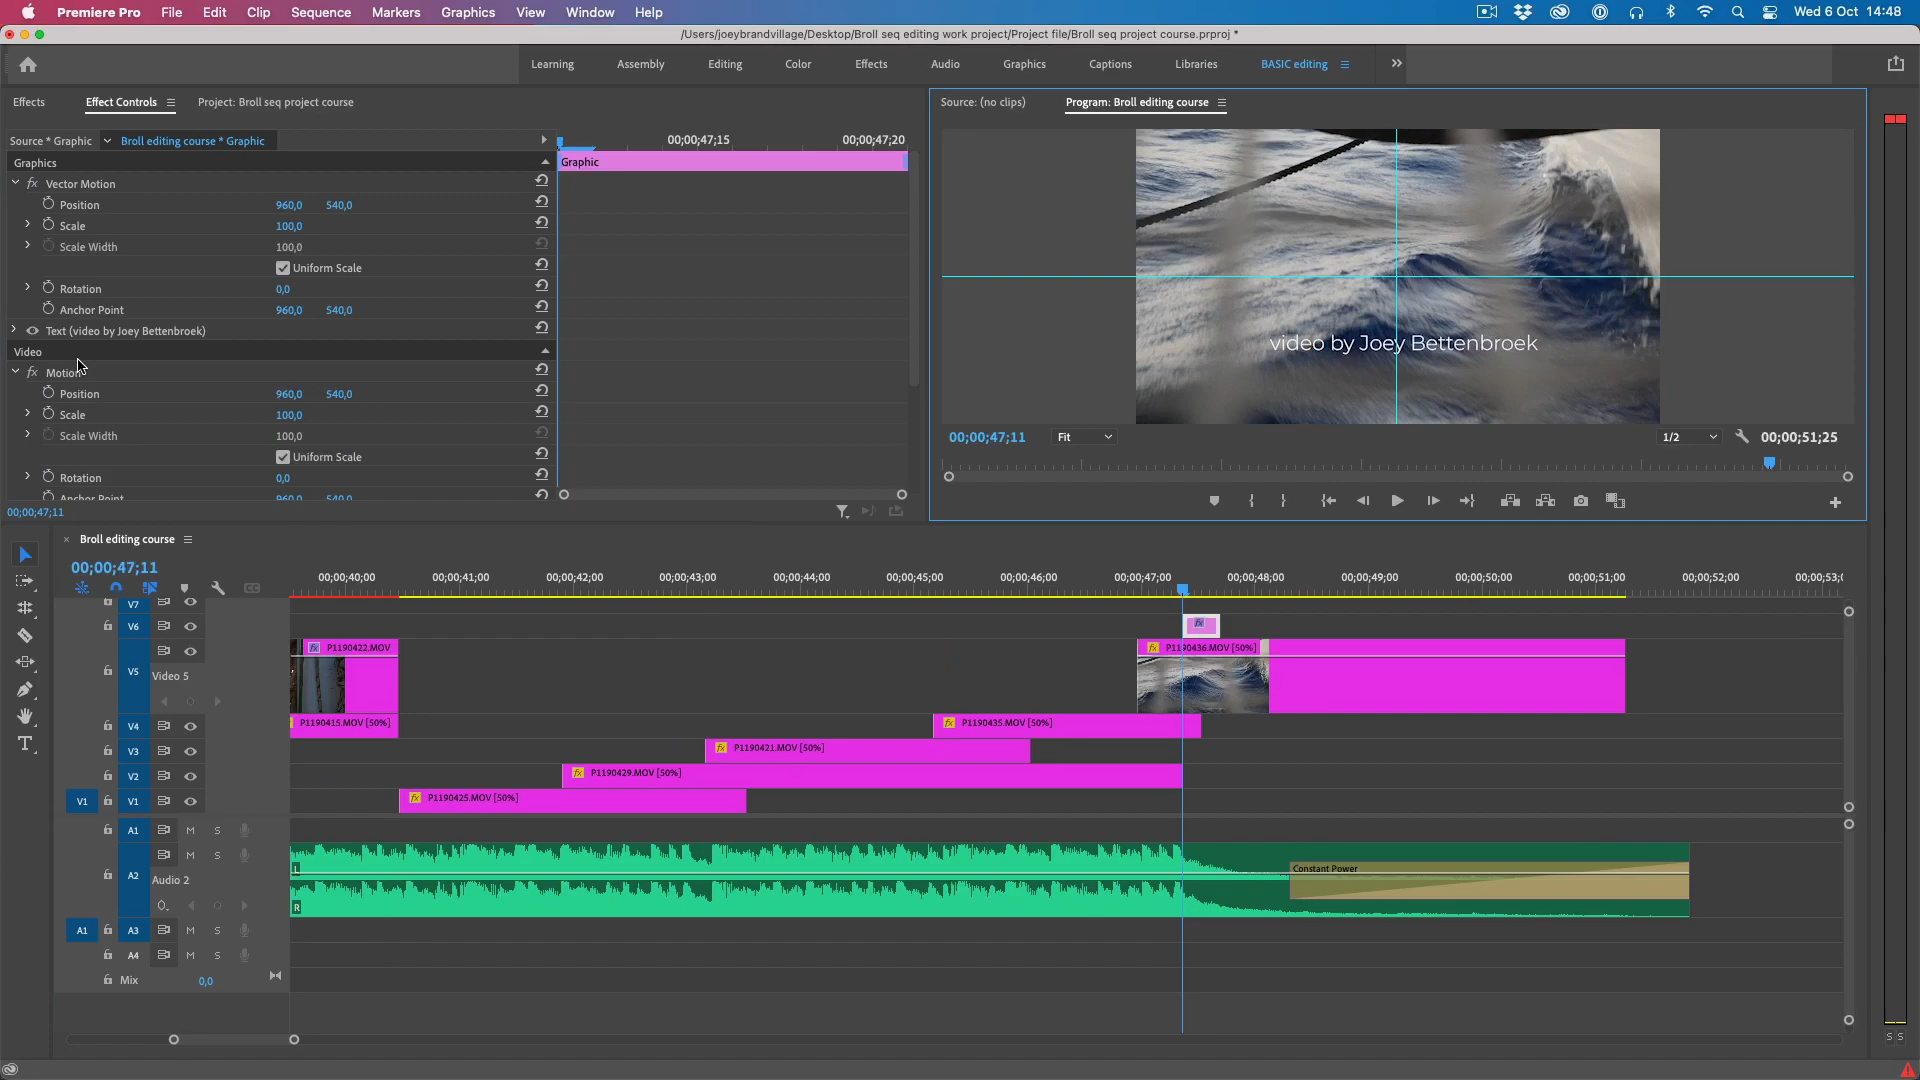 Premiere Pro File Edit Clip Sequence Markers Graphics View Window Help Wed 6 Oct 14:48
/Users/joeybrandvillage/Desktop/Broll seq editing work project/Project file/Broll seq project course.prproj *
Learning Assembly Editing Color Effects Audio Graphics Captions Libraries BASIC editing
Effects Effect Controls Project: Broll seq project course
Source: (no clips) Program: Broll editing course
Source * Graphic Broll editing course * Graphic 00;00;47;15 00;00;47;20
Graphics
Graphic
fx Vector Motion
Position 960,0 540,0
Scale 100,0
Scale Width 100,0
Uniform Scale
Rotation 0,0
Anchor Point 960,0 540,0
Text (video by Joey Bettenbroek)
video by Joey Bettenbroek
Video
fx Motion
Position 960,0 540,0
Scale 100,0
Scale Width 100,0
Uniform Scale
Rotation 0,0
Anchor Point 960,0 540,0
00;00;47;11
00;00;47;11 Fit 1/2 00;00;51;25
Broll editing course
00;00;47;11
00;00;40;00 00;00;41;00 00;00;42;00 00;00;43;00 00;00;44;00 00;00;45;00 00;00;46;00 00;00;47;00 00;00;48;00 00;00;49;00 00;00;50;00 00;00;51;00 00;00;52;00 00;00;53;0
CC
V7
V6 fx
fx P1190422.MOV fx P1190436.MOV [50%]
V5 Video 5
V4 P1190415.MOV [50%] fx P1190435.MOV [50%]
V3 fx P1190421.MOV [50%]
V2 fx P1190429.MOV [50%]
V1 V1 fx P1190425.MOV [50%]
A1 M S
M S
A2 Audio 2 L Constant Power
R
A1 A3 M S
A4 M S
Mix 0,0
S S